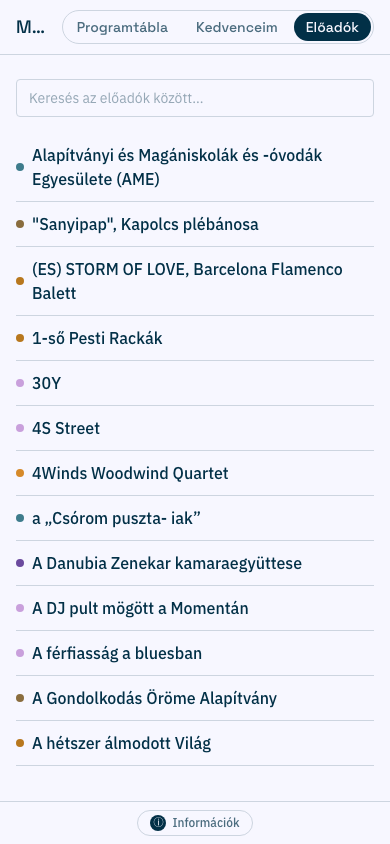 M...
Programtábla
Kedvenceim
Előadók
Keresés az előadók között...
Alapítványi és Magániskolák és -óvodák
Egyesülete (AME)
"Sanyipap", Kapolcs plébánosa
(ES) STORM OF LOVE, Barcelona Flamenco
Balett
1-ső Pesti Rackák
30Y
4S Street
4Winds Woodwind Quartet
a „Csórom puszta- iak”
A Danubia Zenekar kamaraegyüttese
A DJ pult mögött a Momentán
A férfiasság a bluesban
A Gondolkodás Öröme Alapítvány
A hétszer álmodott Világ
Információk